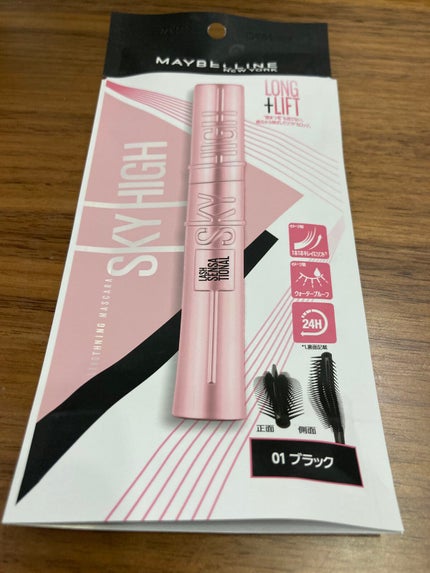 MAYBELLINE
NEW YORK
LONG
+LIFT
SKY HIGH
SKY HIGH
LASH
SENSA
TIONAL
ウォータープルーフ
24H
正面
側面
01 ブラック